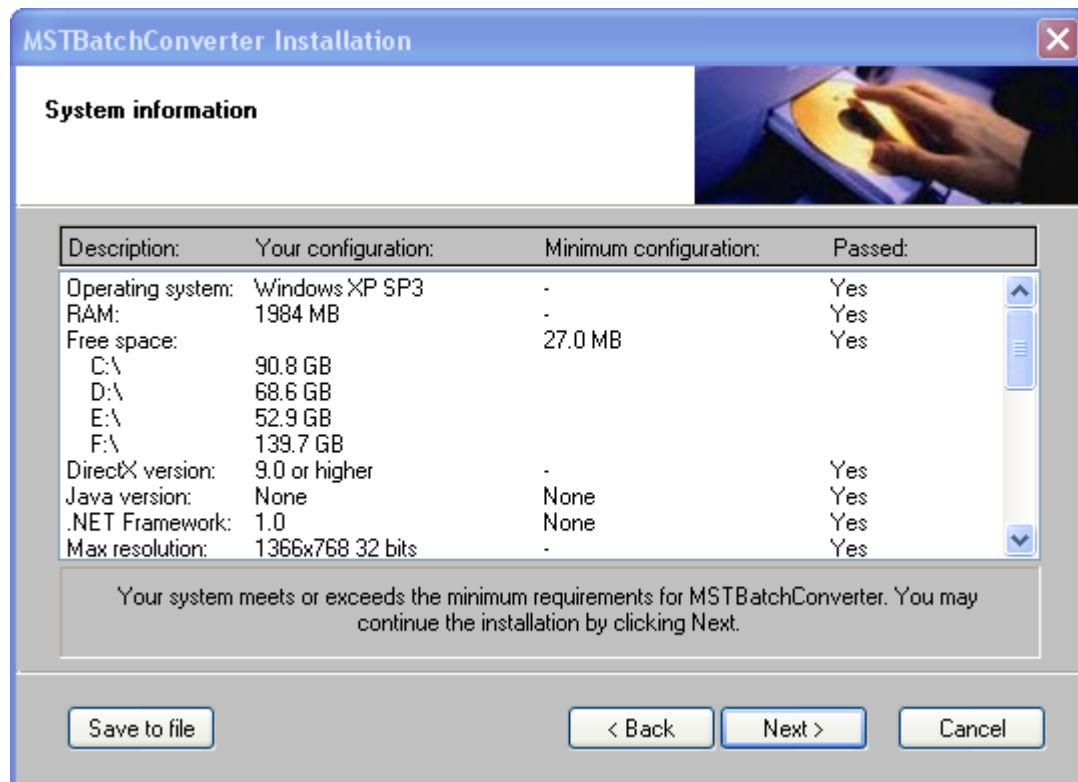 MSTBatchConverter Installation
System information
Description: Your configuration: Minimum configuration: Passed:
Operating system: Windows XP SP3 - Yes
RAM: 1984 MB - Yes
Free space: 27.0 MB Yes
C:\ 90.8 GB
D:\ 68.6 GB
E:\ 52.9 GB
F:\ 139.7 GB
DirectX version: 9.0 or higher - Yes
Java version: None None Yes
.NET Framework: 1.0 None Yes
Max resolution: 1366x768 32 bits - Yes
Your system meets or exceeds the minimum requirements for MSTBatchConverter. You may
continue the installation by clicking Next.
Save to file < Back Next > Cancel